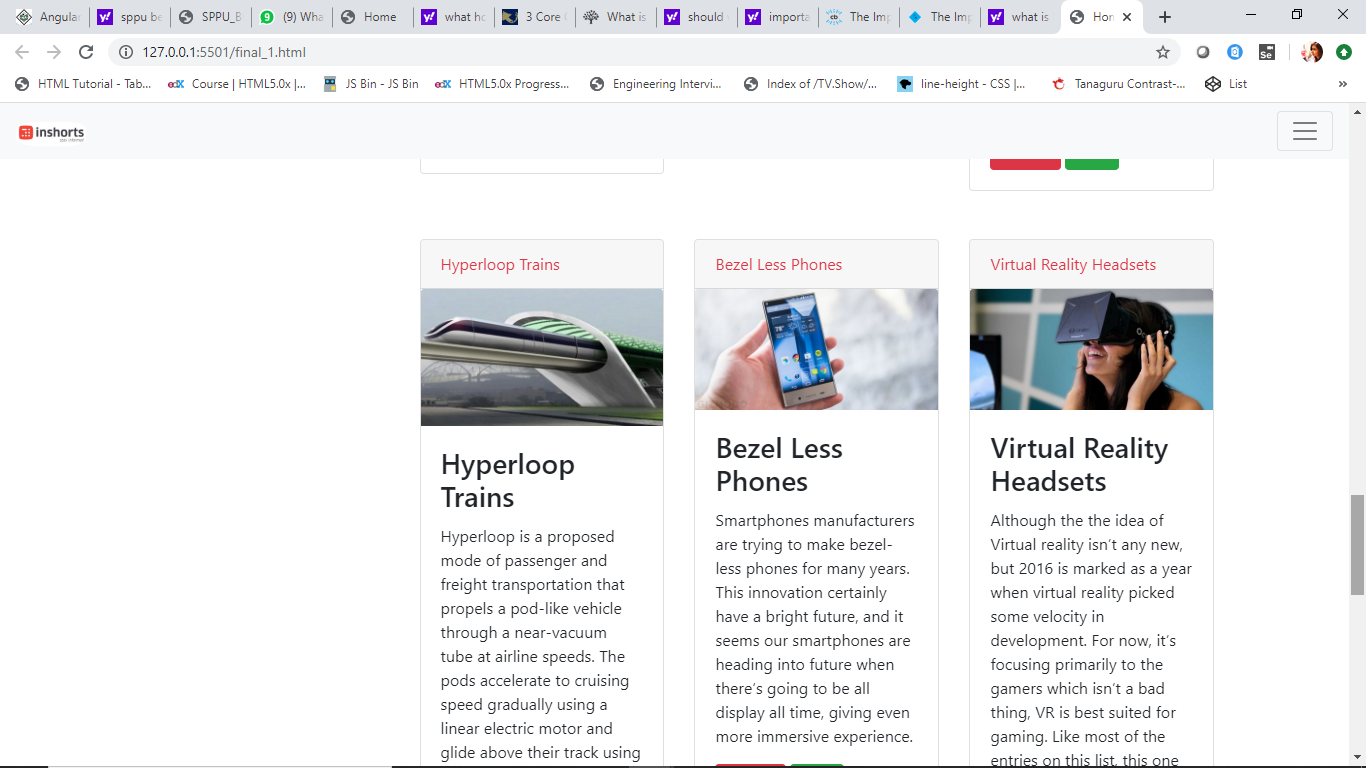 Angular
sppu be
SPPU_B
(9) Wha
Home
what ho
3 Core
What is
should
importa
The Imp
The Imp
what is
Hon
127.0.0.1:5501/final_1.html
HTML Tutorial - Tab...
edX Course | HTML5.0x |...
JS Bin - JS Bin
edX HTML5.0x Progress...
Engineering Intervi...
Index of /TV.Show/...
line-height - CSS |...
Tanaguru Contrast-...
List
»
inshorts
Hyperloop Trains
Hyperloop
Trains
Hyperloop is a proposed
mode of passenger and
freight transportation that
propels a pod-like vehicle
through a near-vacuum
tube at airline speeds. The
pods accelerate to cruising
speed gradually using a
linear electric motor and
glide above their track using
Bezel Less Phones
Bezel Less
Phones
Smartphones manufacturers
are trying to make bezel-
less phones for many years.
This innovation certainly
have a bright future, and it
seems our smartphones are
heading into future when
there's going to be all
display all time, giving even
more immersive experience.
Virtual Reality Headsets
Virtual Reality
Headsets
Although the the idea of
Virtual reality isn't any new,
but 2016 is marked as a year
when virtual reality picked
some velocity in
development. For now, it's
focusing primarily to the
gamers which isn't a bad
thing, VR is best suited for
gaming. Like most of the
entries on this list, this one